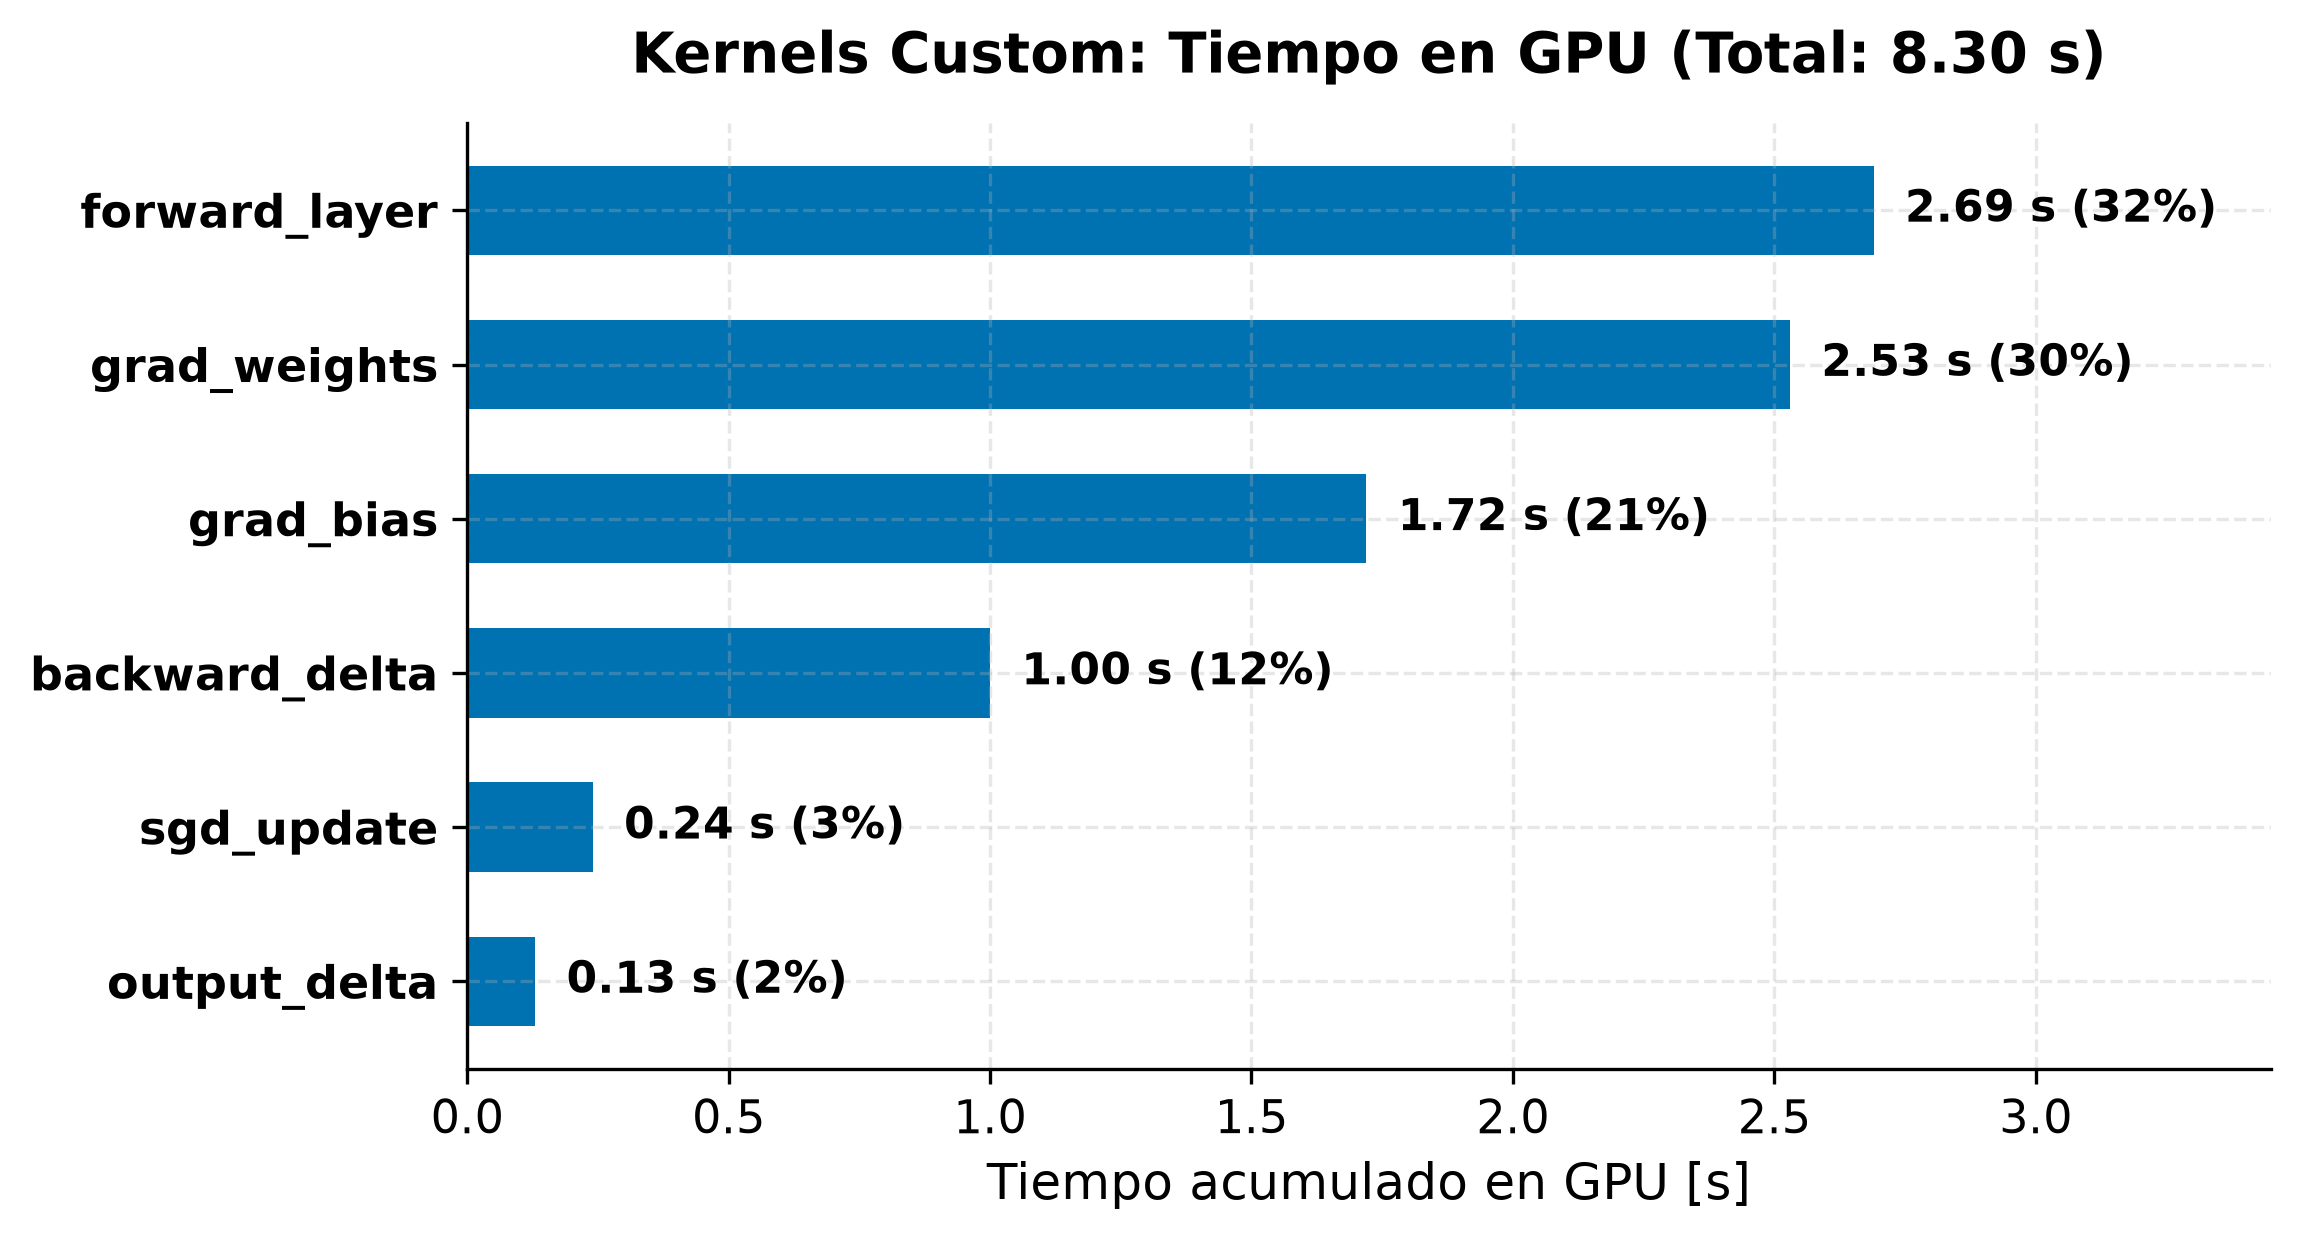 Kernels Custom: Tiempo en GPU (Total: 8.30 s)
forward_layer 2.69 s (32%)
grad_weights 2.53 s (30%)
grad_bias 1.72 s (21%)
backward_delta 1.00 s (12%)
sgd_update 0.24 s (3%)
output_delta 0.13 s (2%)
0.0 0.5 1.0 1.5 2.0 2.5 3.0
Tiempo acumulado en GPU [s]